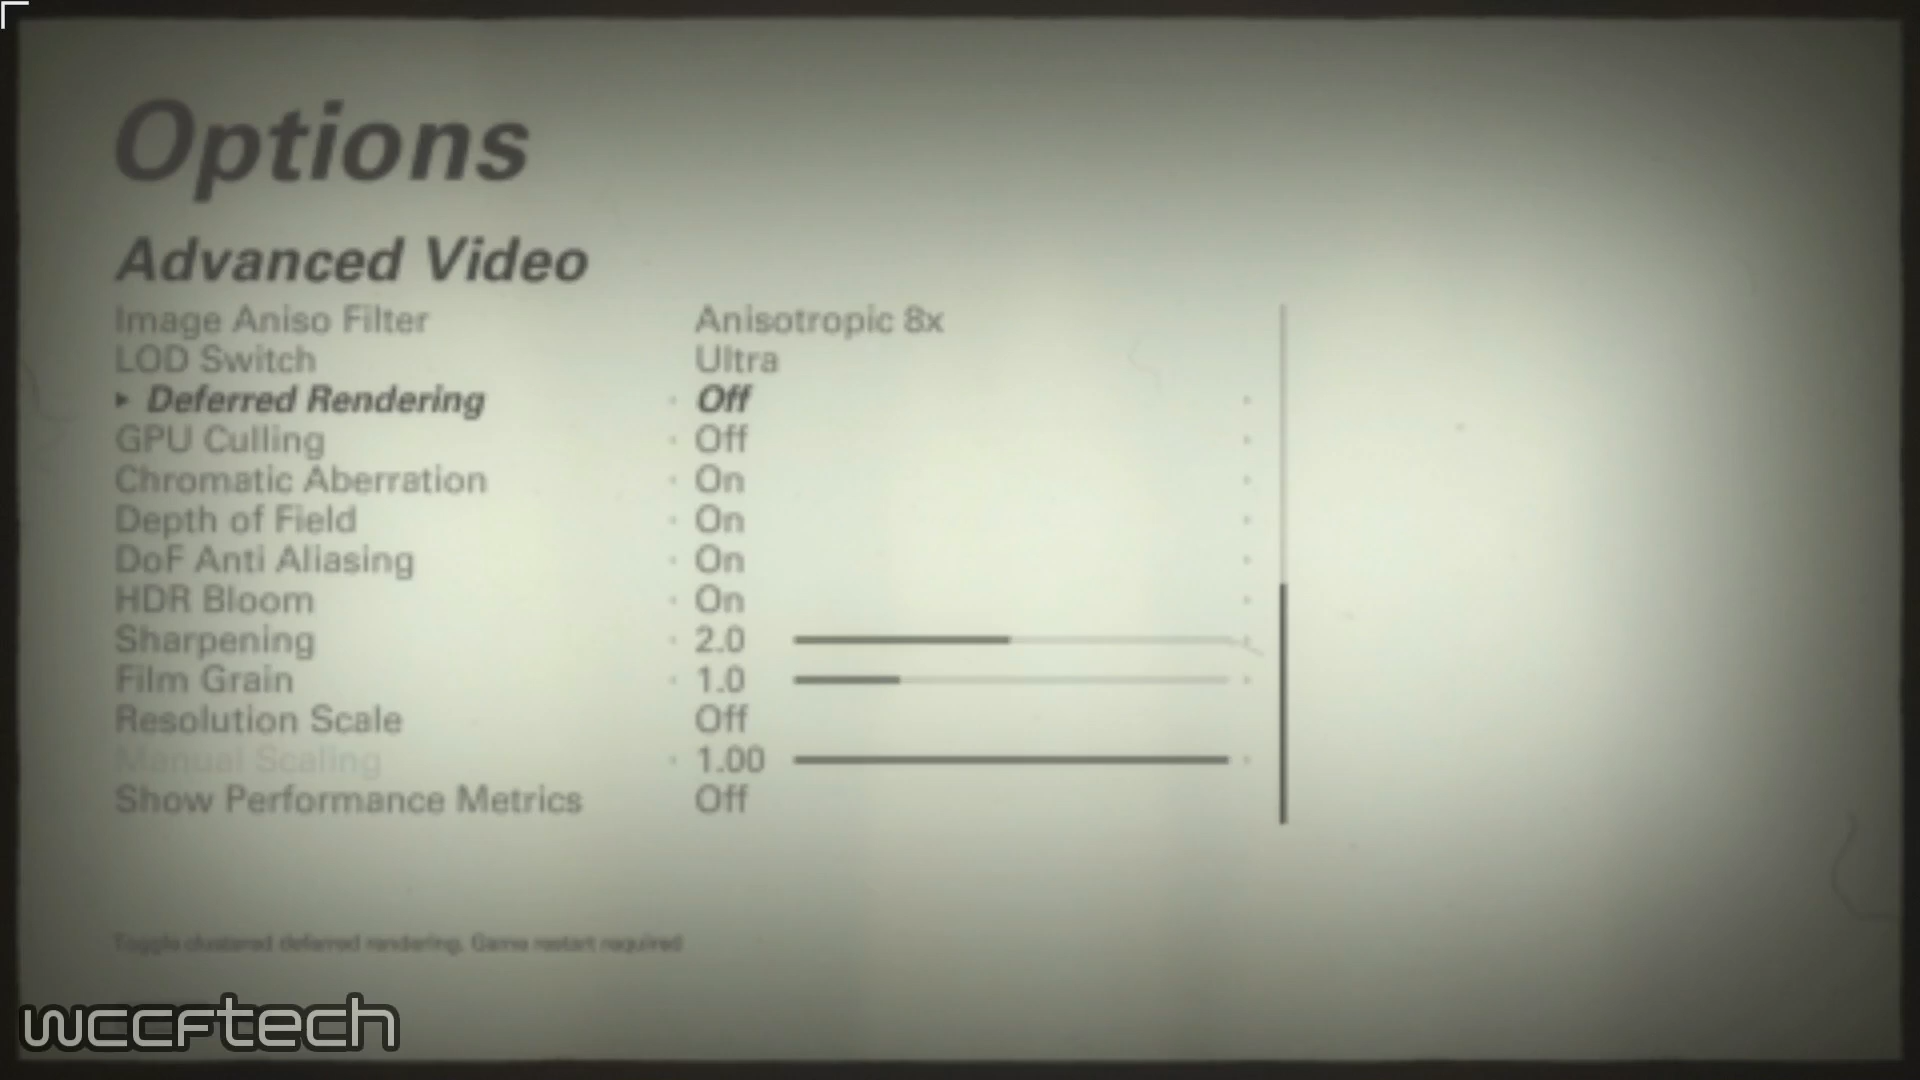 Options
Advanced Video
Image Aniso Filter Anisotropic 8x
LOD Switch Ultra
Deferred Rendering Off
GPU Culling Off
Chromatic Aberration On
Depth of Field On
DoF Anti Aliasing On
HDR Bloom On
Sharpening 2.0
Film Grain 1.0
Resolution Scale Off
Manual Scaling 1.00
Show Performance Metrics Off
Toggle clustered deferred rendering. Game restart required
wccftech